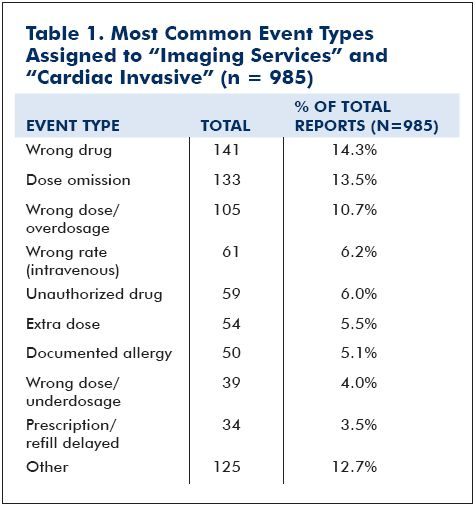 Table 1. Most Common Event Types
Assigned to “Imaging Services” and
“Cardiac Invasive” (n = 985)
% OF TOTAL
EVENT TYPE TOTAL REPORTS (N=985)
Wrong drug 141 14.3%
Dose omission 133 13.5%
Wrong dose/ 105 10.7%
overdosage
Wrong rate 61 6.2%
(intravenous)
Unauthorized drug 59 6.0%
Extra dose 54 5.5%
Documented allergy 50 5.1%
Wrong dose/ 39 4.0%
underdosage
Prescription/ 34 3.5%
refill delayed
Other 125 12.7%